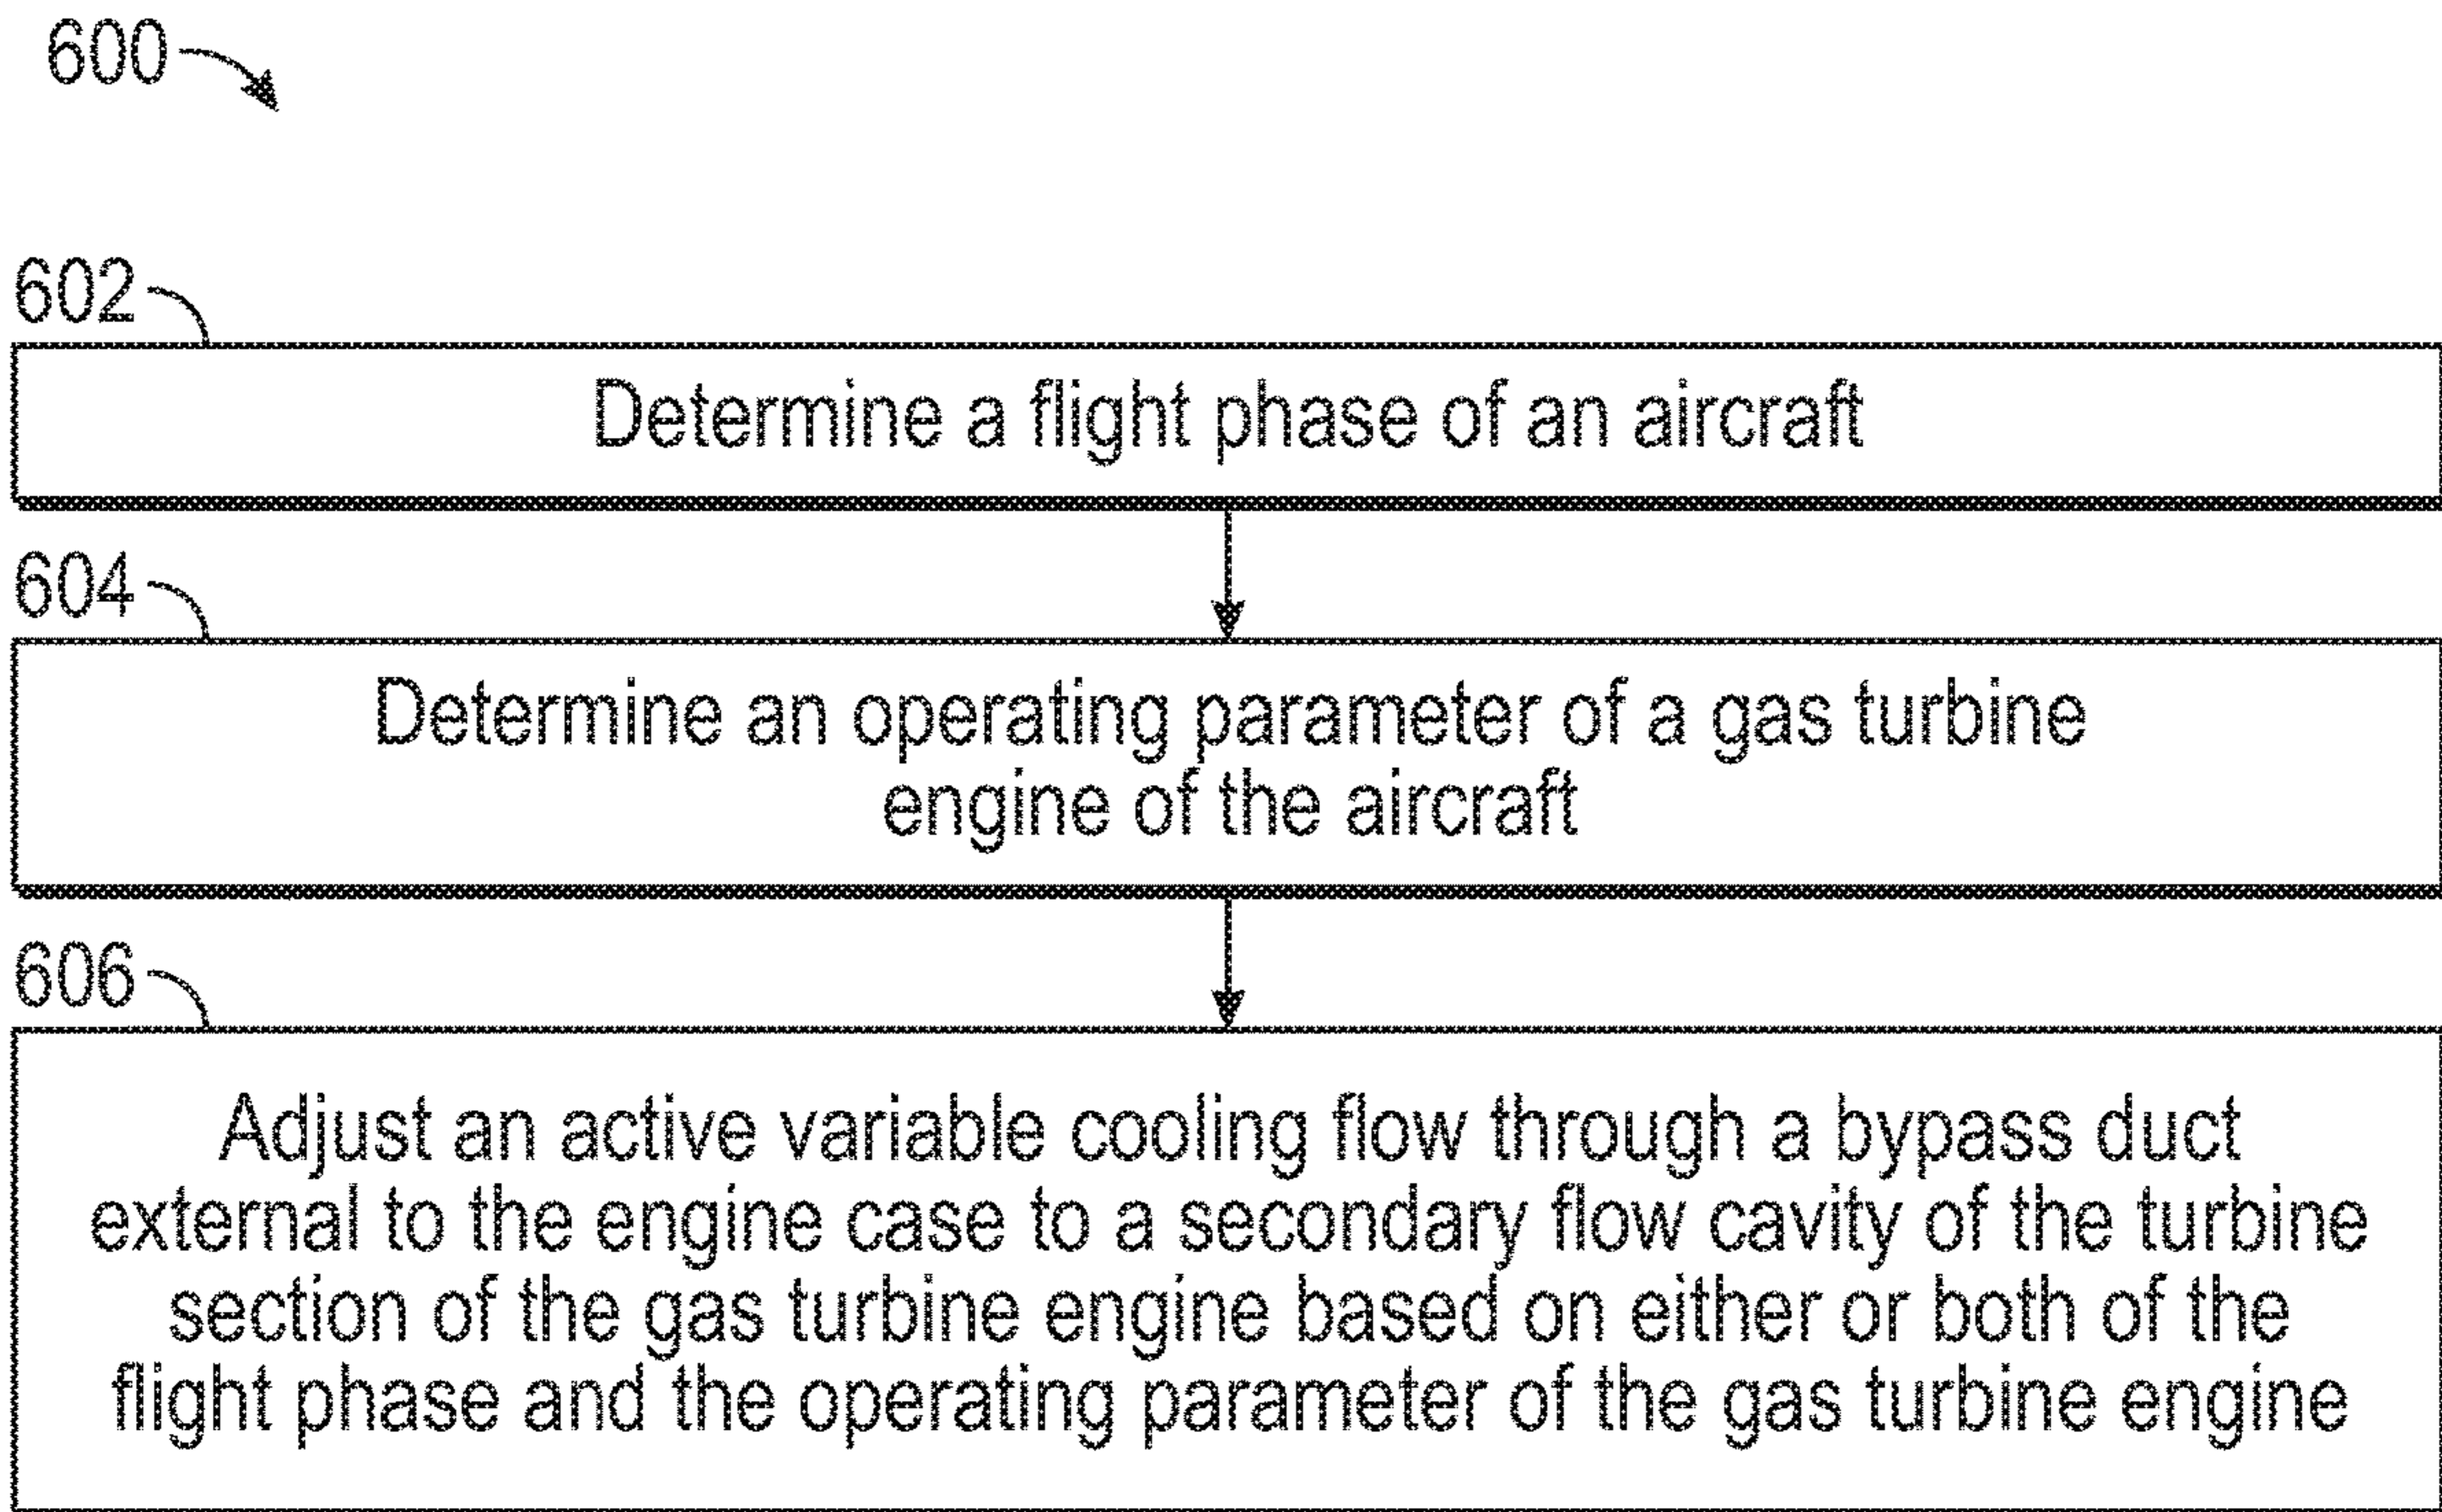 600
602
Determine a flight phase of an aircraft
604
Determine an operating parameter of a gas turbine
engine of the aircraft
606
Adjust an active variable cooling flow through a bypass duct
external to the engine case to a secondary flow cavity of the turbine
section of the gas turbine engine based on either or both of the
flight phase and the operating parameter of the gas turbine engine